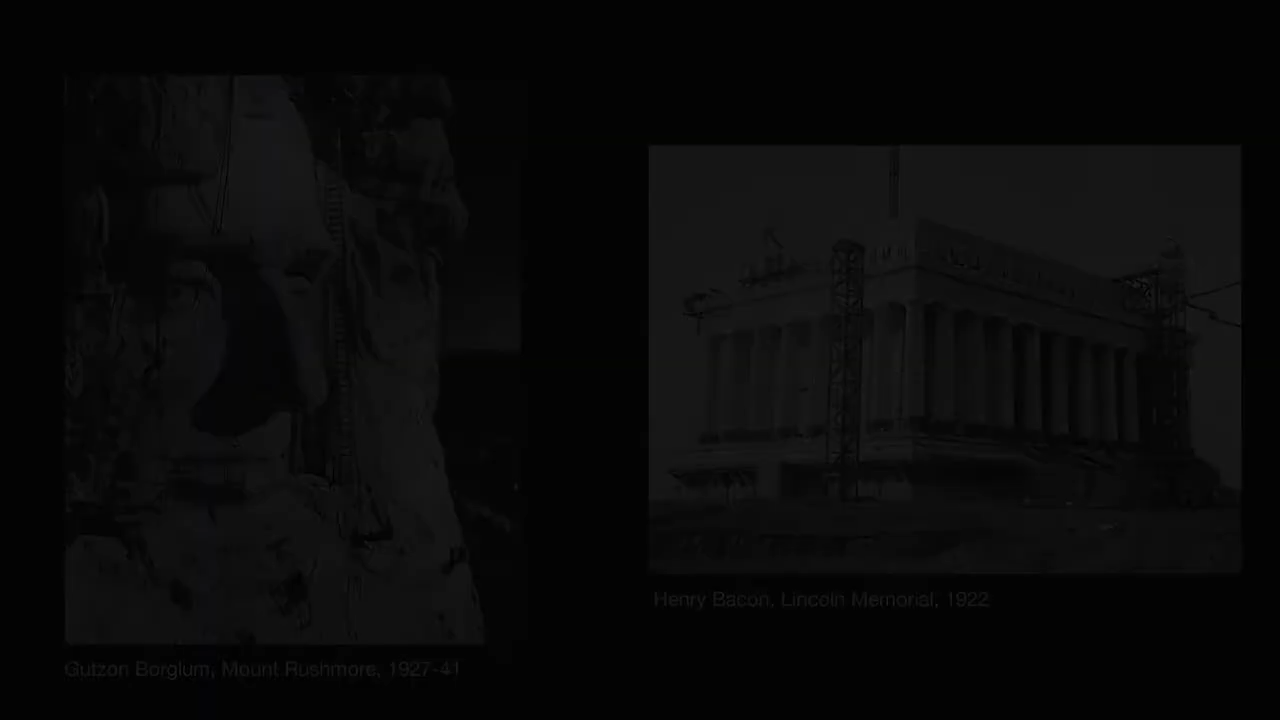 Gutzon Borglum, Mount Rushmore, 1927-41
Henry Bacon, Lincoln Memorial, 1922